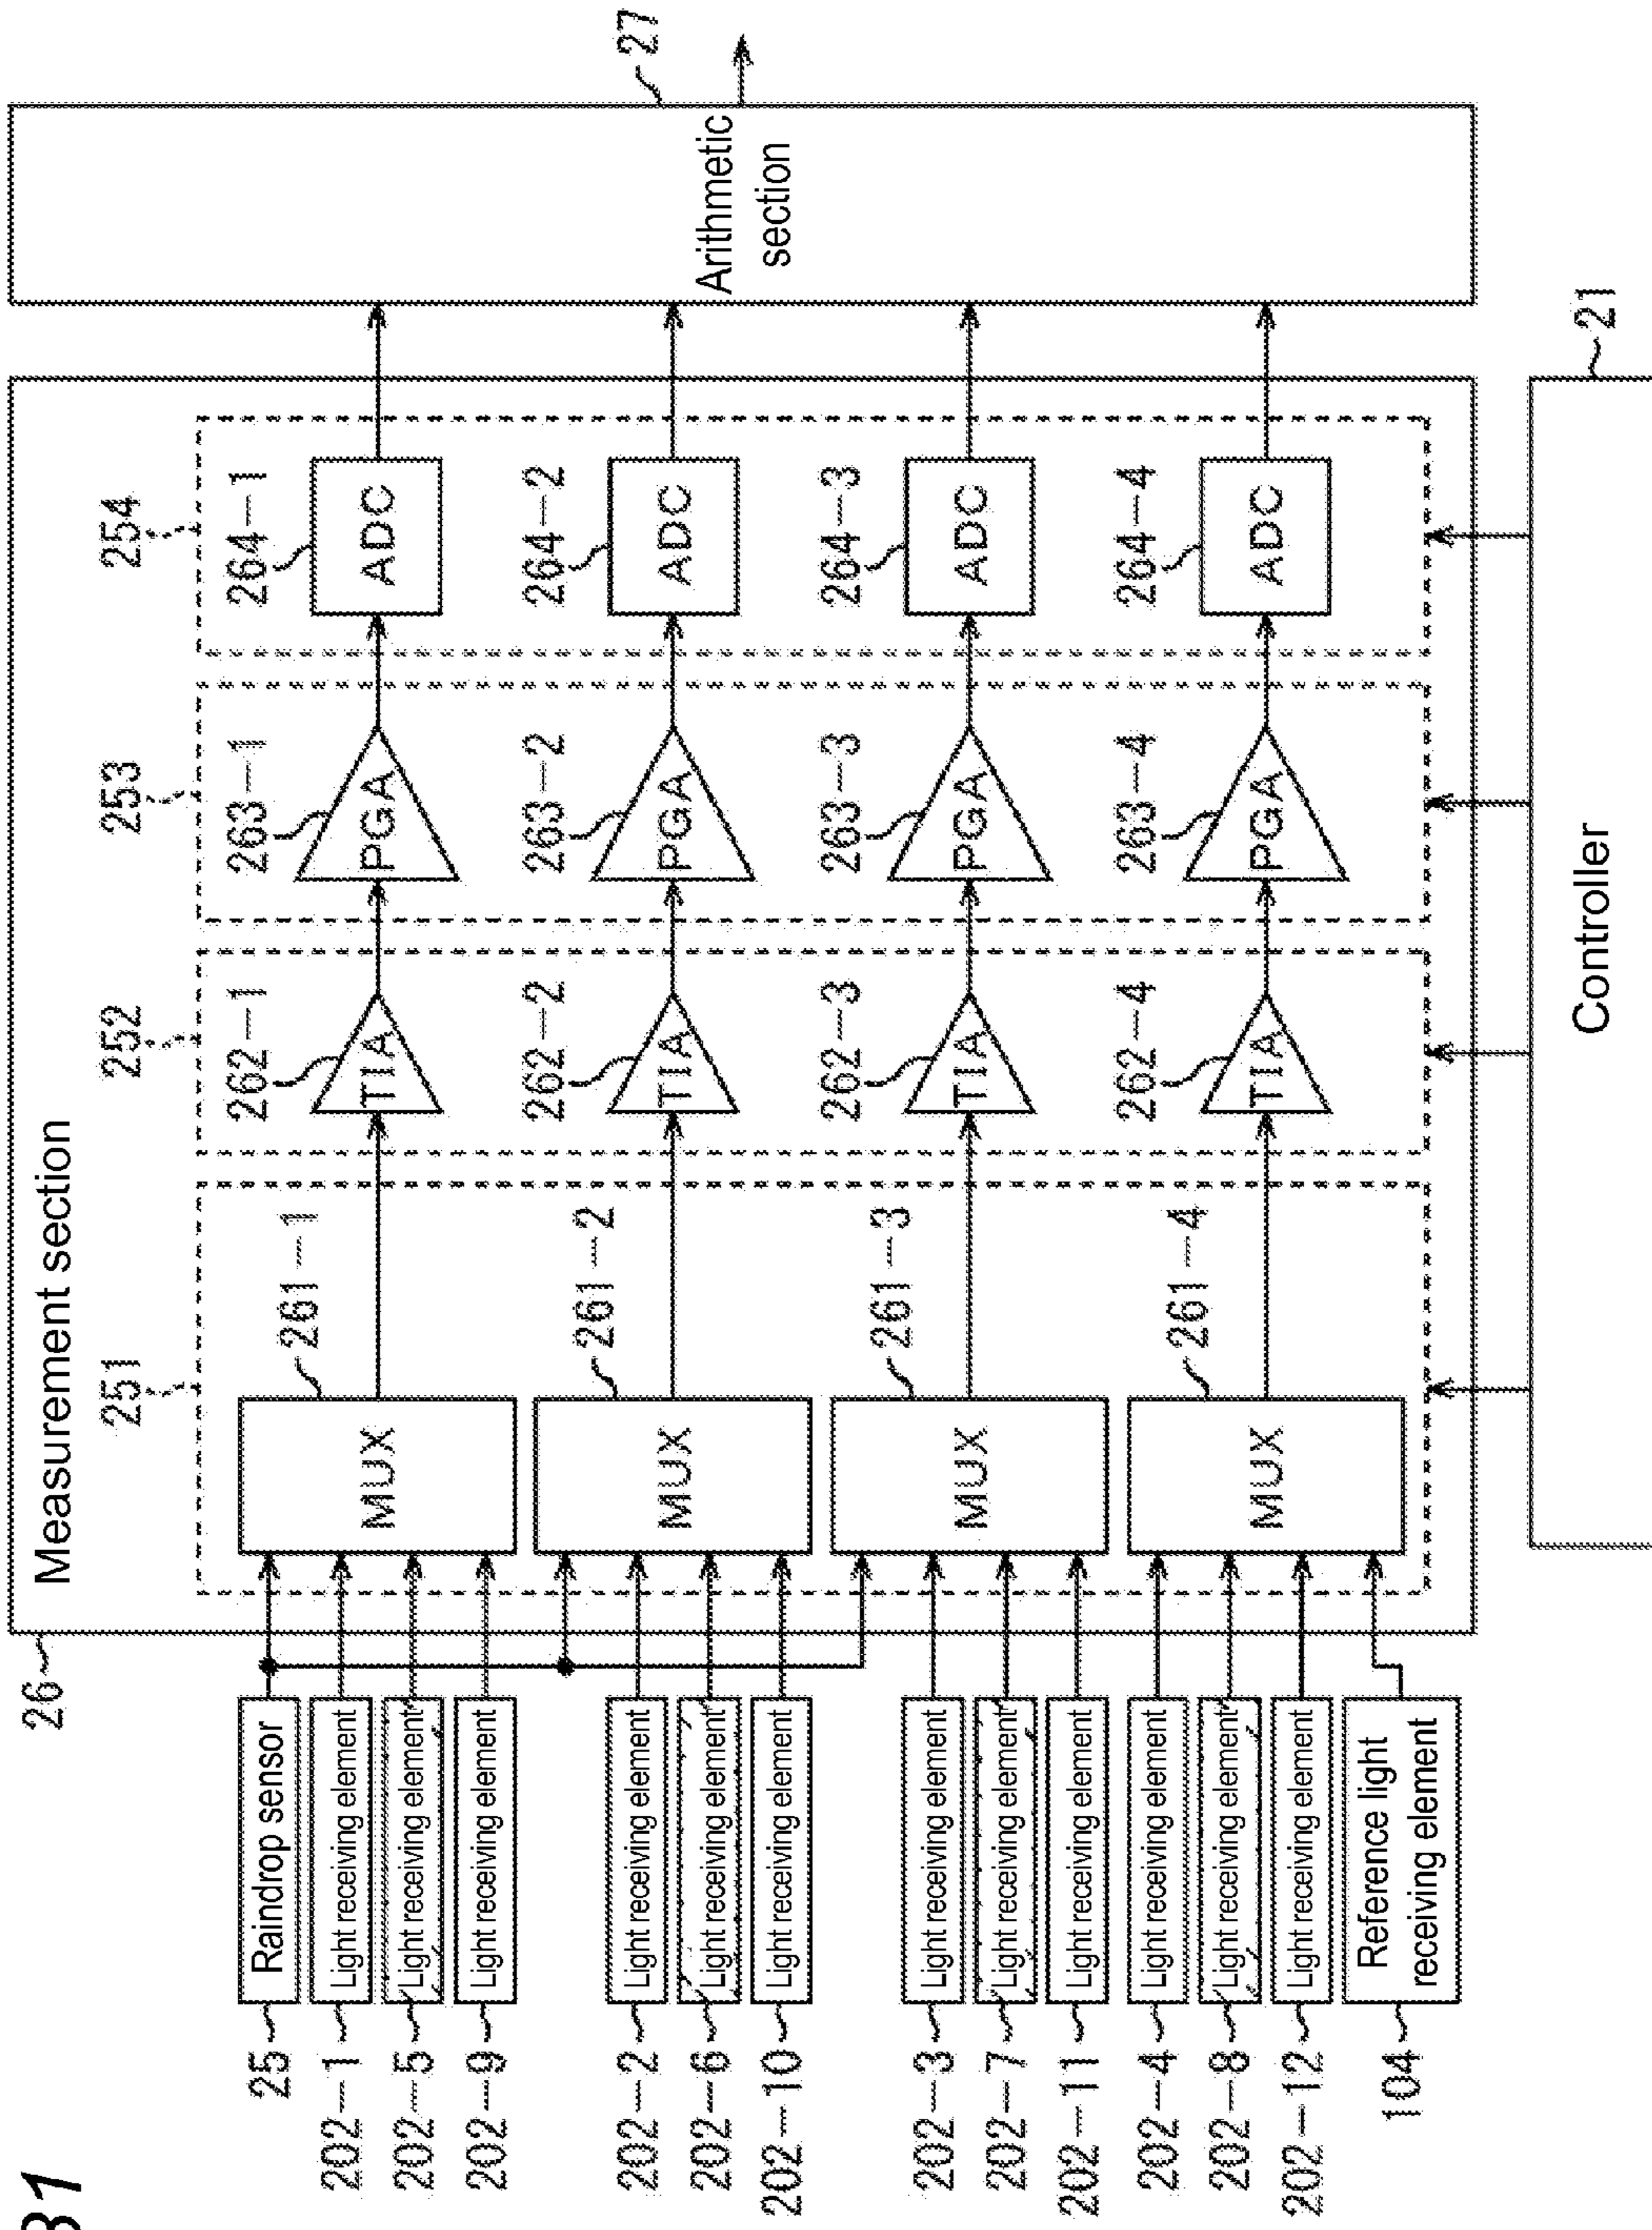 31
26
Measurement section
251
252
253
254
27
25
Raindrop sensor
202-1
Light receiving element
202-5
Light receiving element
202-9
Light receiving element
MUX
261-1
TIA
262-1
PGA
263-1
ADC
264-1
202-2
Light receiving element
202-6
Light receiving element
202-10
Light receiving element
MUX
261-2
TIA
262-2
PGA
263-2
ADC
264-2
Arithmetic
section
202-3
Light receiving element
202-7
Light receiving element
202-11
Light receiving element
MUX
261-3
TIA
262-3
PGA
263-3
ADC
264-3
202-4
Light receiving element
202-8
Light receiving element
202-12
Light receiving element
104
Reference light
receiving element
MUX
261-4
TIA
262-4
PGA
263-4
ADC
264-4
Controller
21